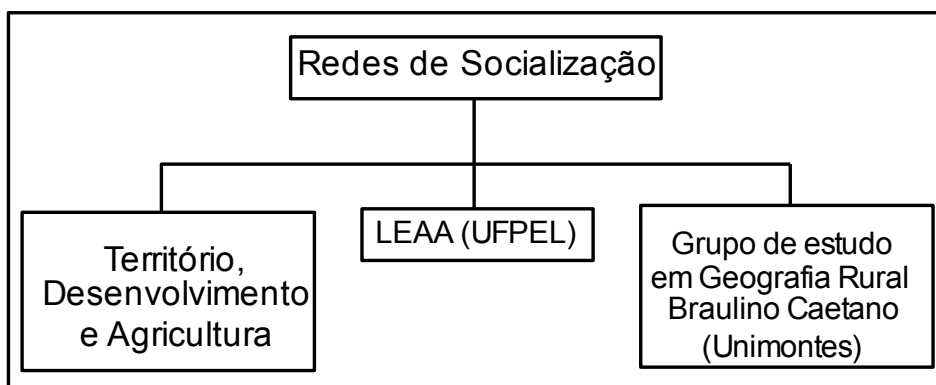 Redes de Socialização
Território,
Desenvolvimento
e Agricultura
LEAA (UFPEL)
Grupo de estudo
em Geografia Rural
Braulino Caetano
(Unimontes)